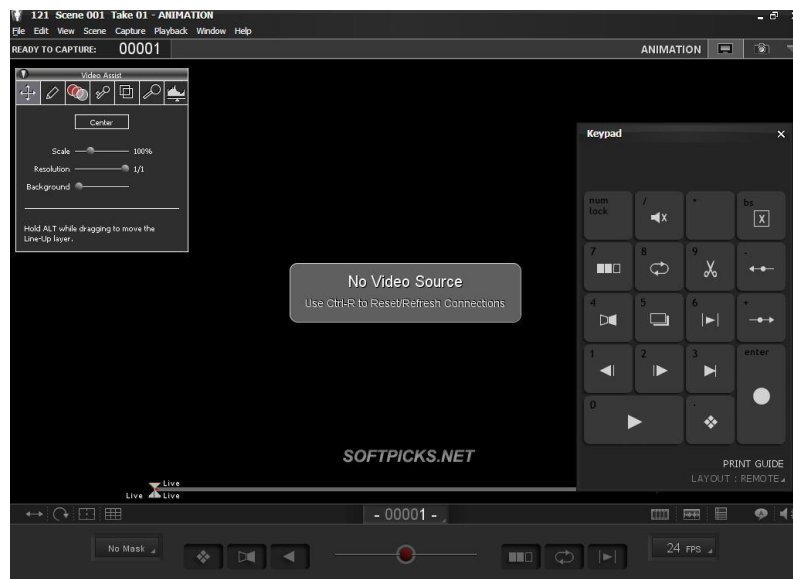 121 Scene 001 Take 01 - ANIMATION
File Edit View Scene Capture Playback Window Help
READY TO CAPTURE: 00001 ANIMATION
Video Assist
Center
Scale 100%
Resolution 1/1
Background
Hold ALT while dragging to move the
Line-Up layer.
No Video Source
Use Ctrl-R to Reset/Refresh Connections
Keypad
num lock / * bs
X
7 8 9 -
4 5 6 +
1 2 3 enter
0 .
PRINT GUIDE
LAYOUT : REMOTE
SOFTPICKS.NET
Live
Live Live
- 00001 -
No Mask
24 FPS